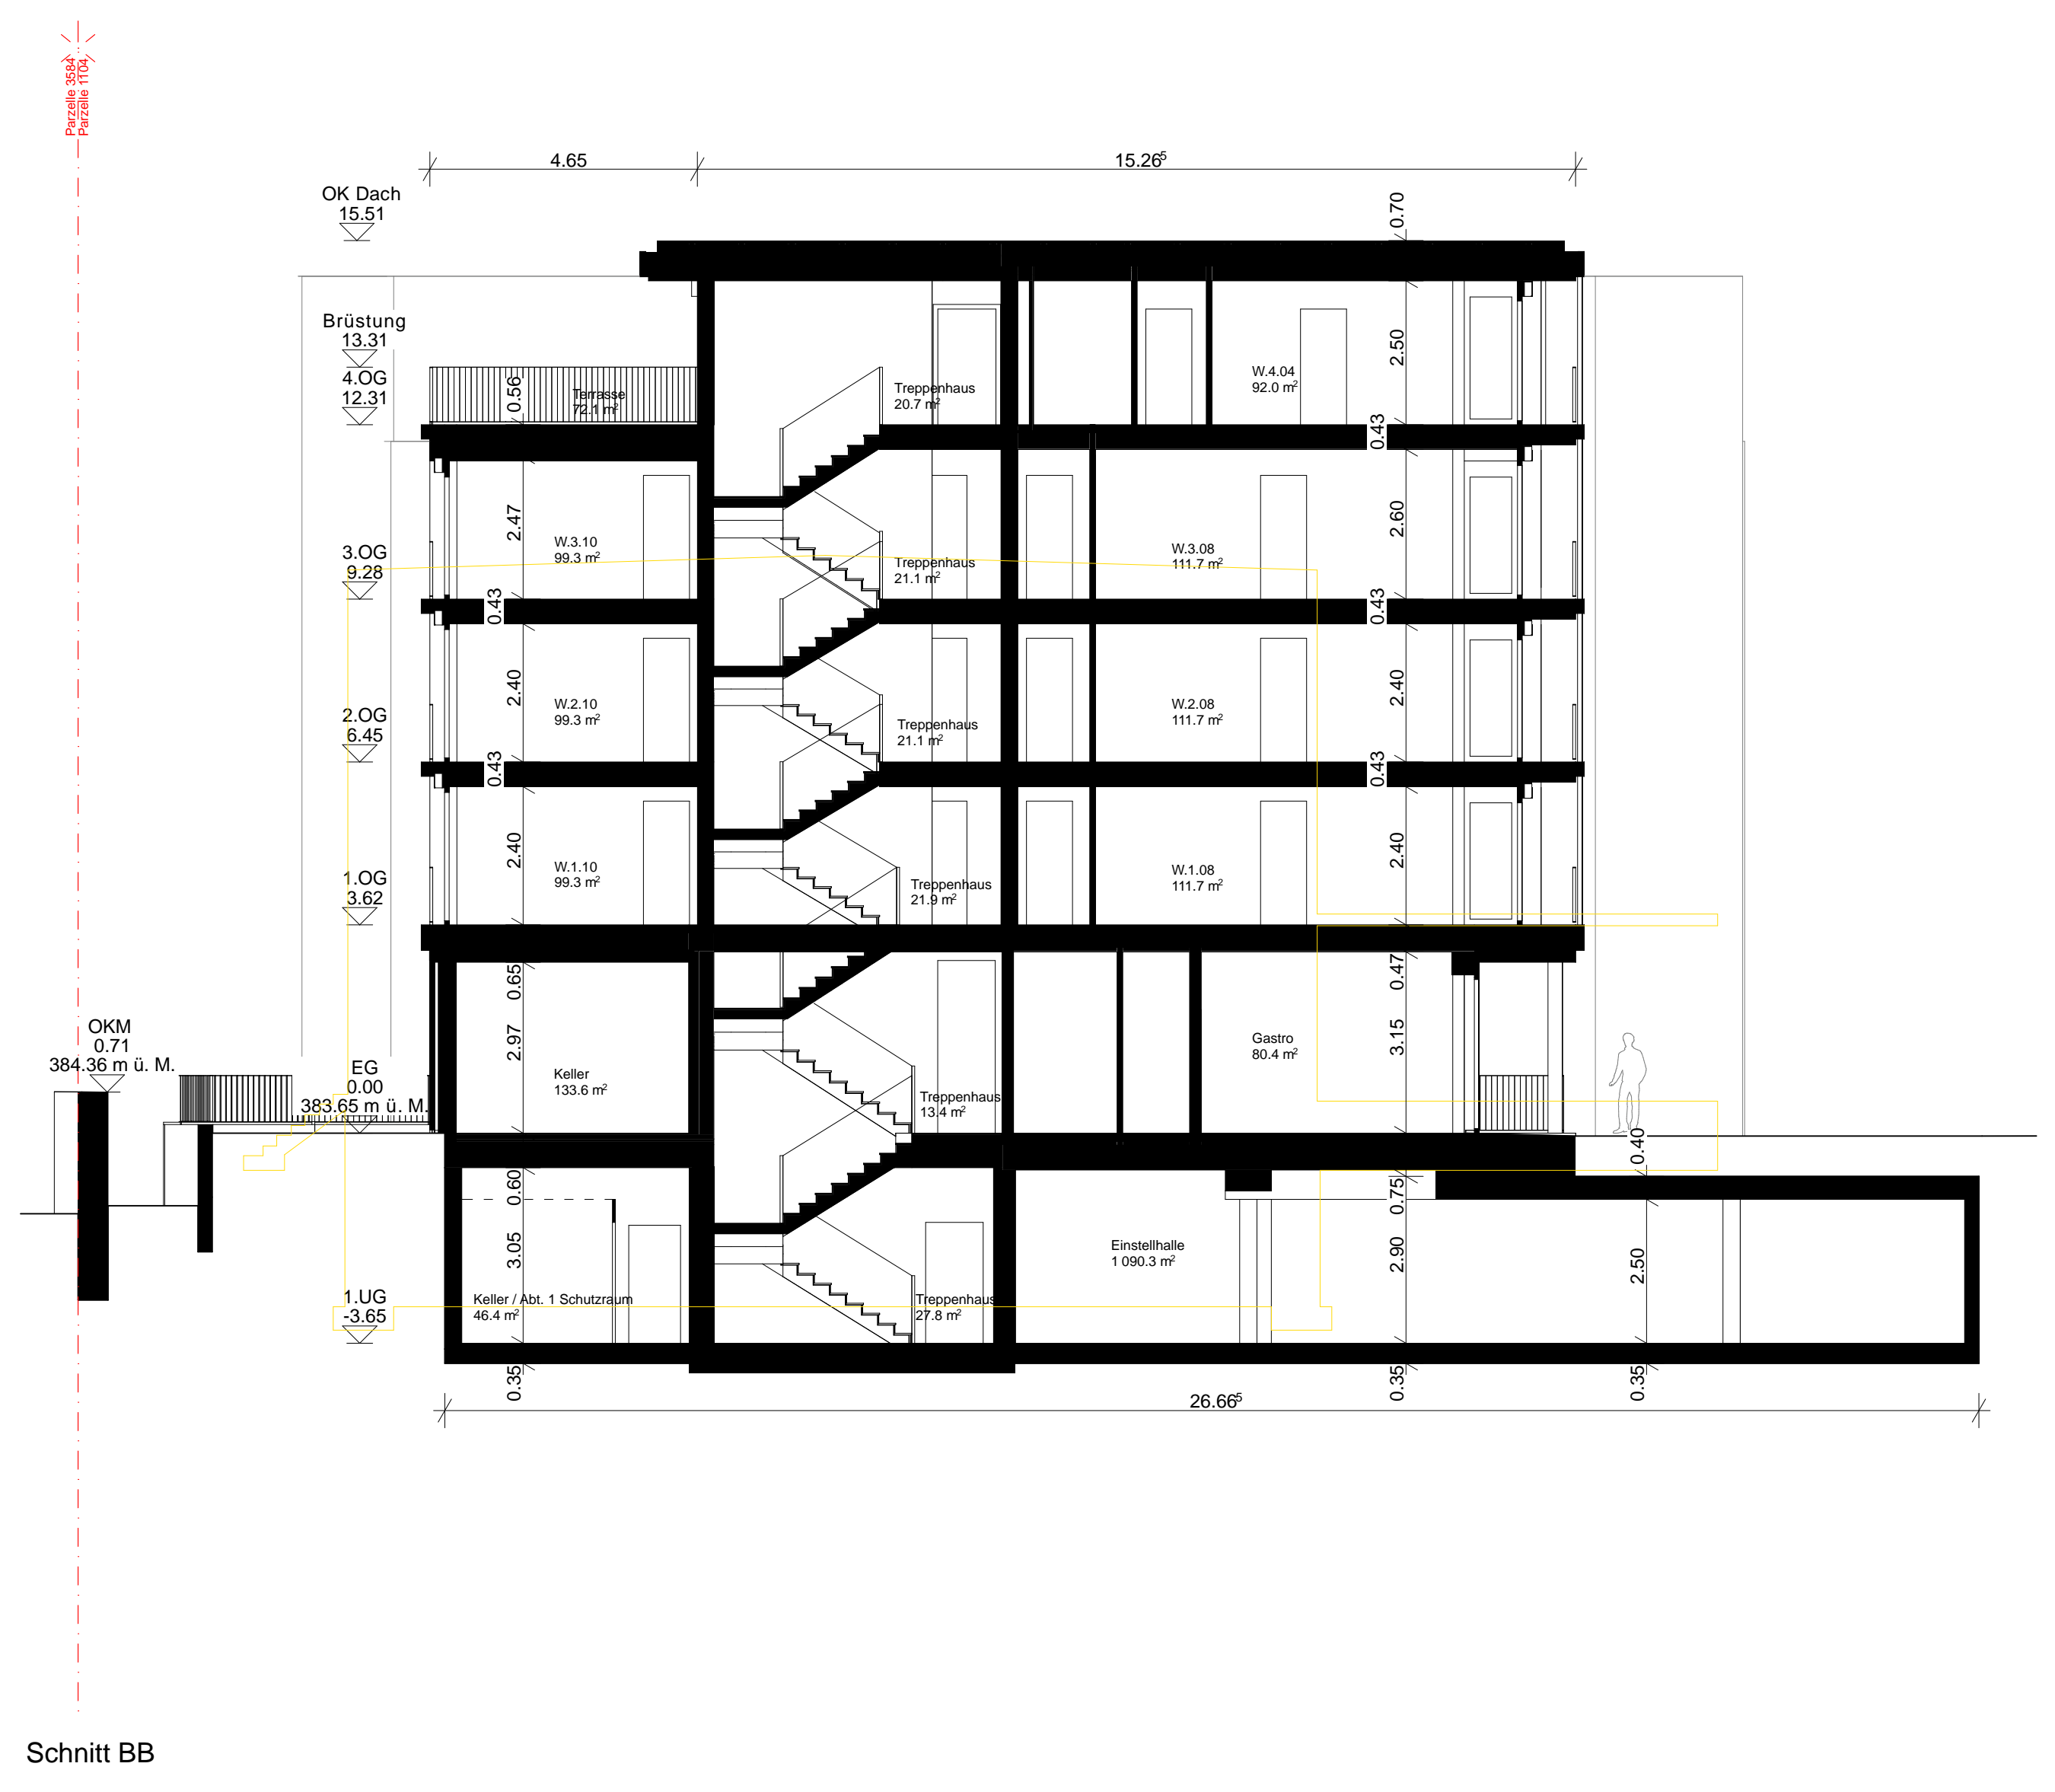 Parzelle 3584
Parzelle 1104
4.65
15.26⁵
OK Dach
15.51
0.70
Brüstung
13.31
4.OG
12.31
0.56
Terrasse
72.1 m²
Treppenhaus
20.7 m²
W.4.04
92.0 m²
2.50
0.43
3.OG
9.28
2.47
W.3.10
99.3 m²
Treppenhaus
21.1 m²
W.3.08
111.7 m²
2.60
0.43
0.43
2.OG
6.45
2.40
W.2.10
99.3 m²
Treppenhaus
21.1 m²
W.2.08
111.7 m²
2.40
0.43
0.43
1.OG
3.62
2.40
W.1.10
99.3 m²
Treppenhaus
21.9 m²
W.1.08
111.7 m²
2.40
0.65
0.47
OKM
0.71
384.36 m ü. M.
EG
0.00
383.65 m ü. M.
2.97
Keller
133.6 m²
Treppenhaus
13.4 m²
Gastro
80.4 m²
3.15
0.40
0.60
0.75
3.05
Einstellhalle
1 090.3 m²
2.90
2.50
1.UG
-3.65
Keller / Abt. 1 Schutzraum
46.4 m²
Treppenhaus
27.8 m²
0.35
0.35
0.35
26.66⁵
Schnitt BB